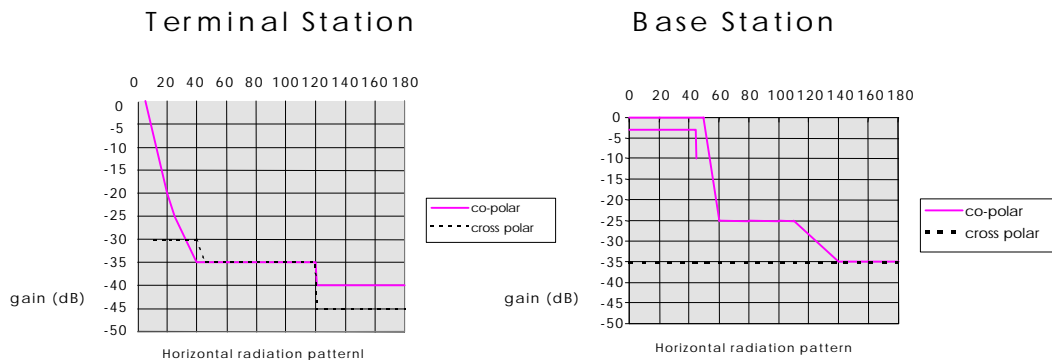 Terminal Station
0 20 40 60 80 100 120 140 160 180
0
-5
-10
-15
-20
-25
-30
-35
-40
-45
-50
gain (dB)
co-polar
cross polar
Horizontal radiation patternl
Base Station
0 20 40 60 80 100 120 140 160 180
0
-5
-10
-15
-20
-25
-30
-35
-40
-45
-50
gain (dB)
co-polar
cross polar
Horizontal radiation pattern